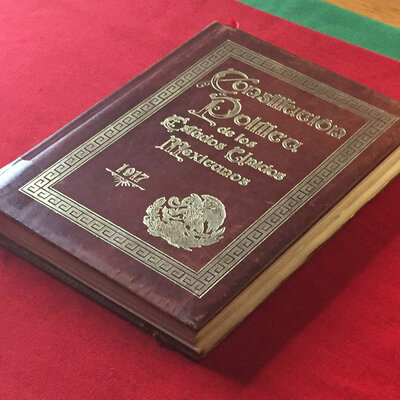 Constitución
Política
de los
Estados Unidos
Mexicanos
1917